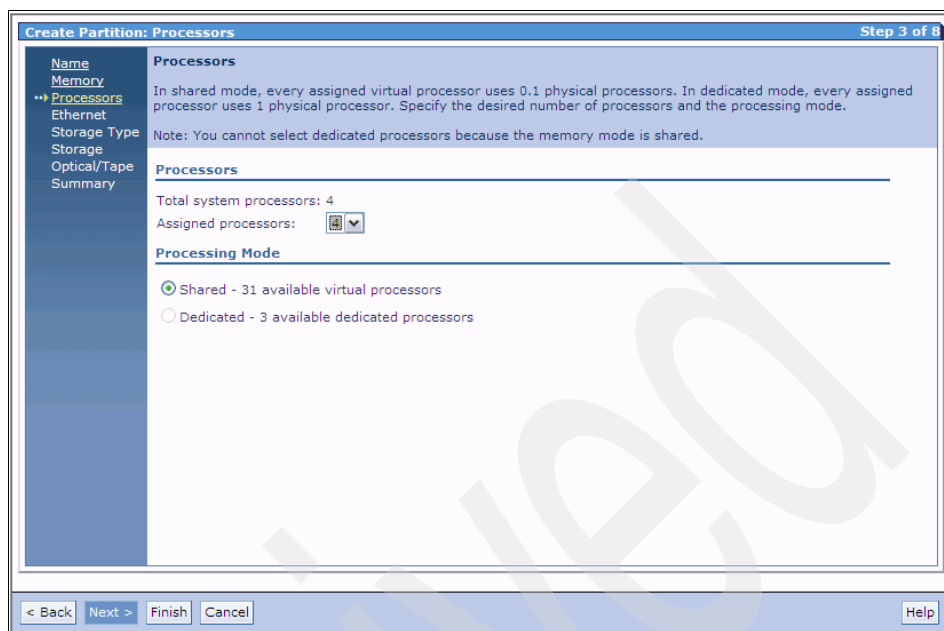 Create Partition: Processors
Step 3 of 8
Name
Memory
Processors
Ethernet
Storage Type
Storage
Optical/Tape
Summary
Processors
In shared mode, every assigned virtual processor uses 0.1 physical processors. In dedicated mode, every assigned
processor uses 1 physical processor. Specify the desired number of processors and the processing mode.
Note: You cannot select dedicated processors because the memory mode is shared.
Processors
Total system processors: 4
Assigned processors: 4
Processing Mode
Shared - 31 available virtual processors
Dedicated - 3 available dedicated processors
< Back
Next >
Finish
Cancel
Help